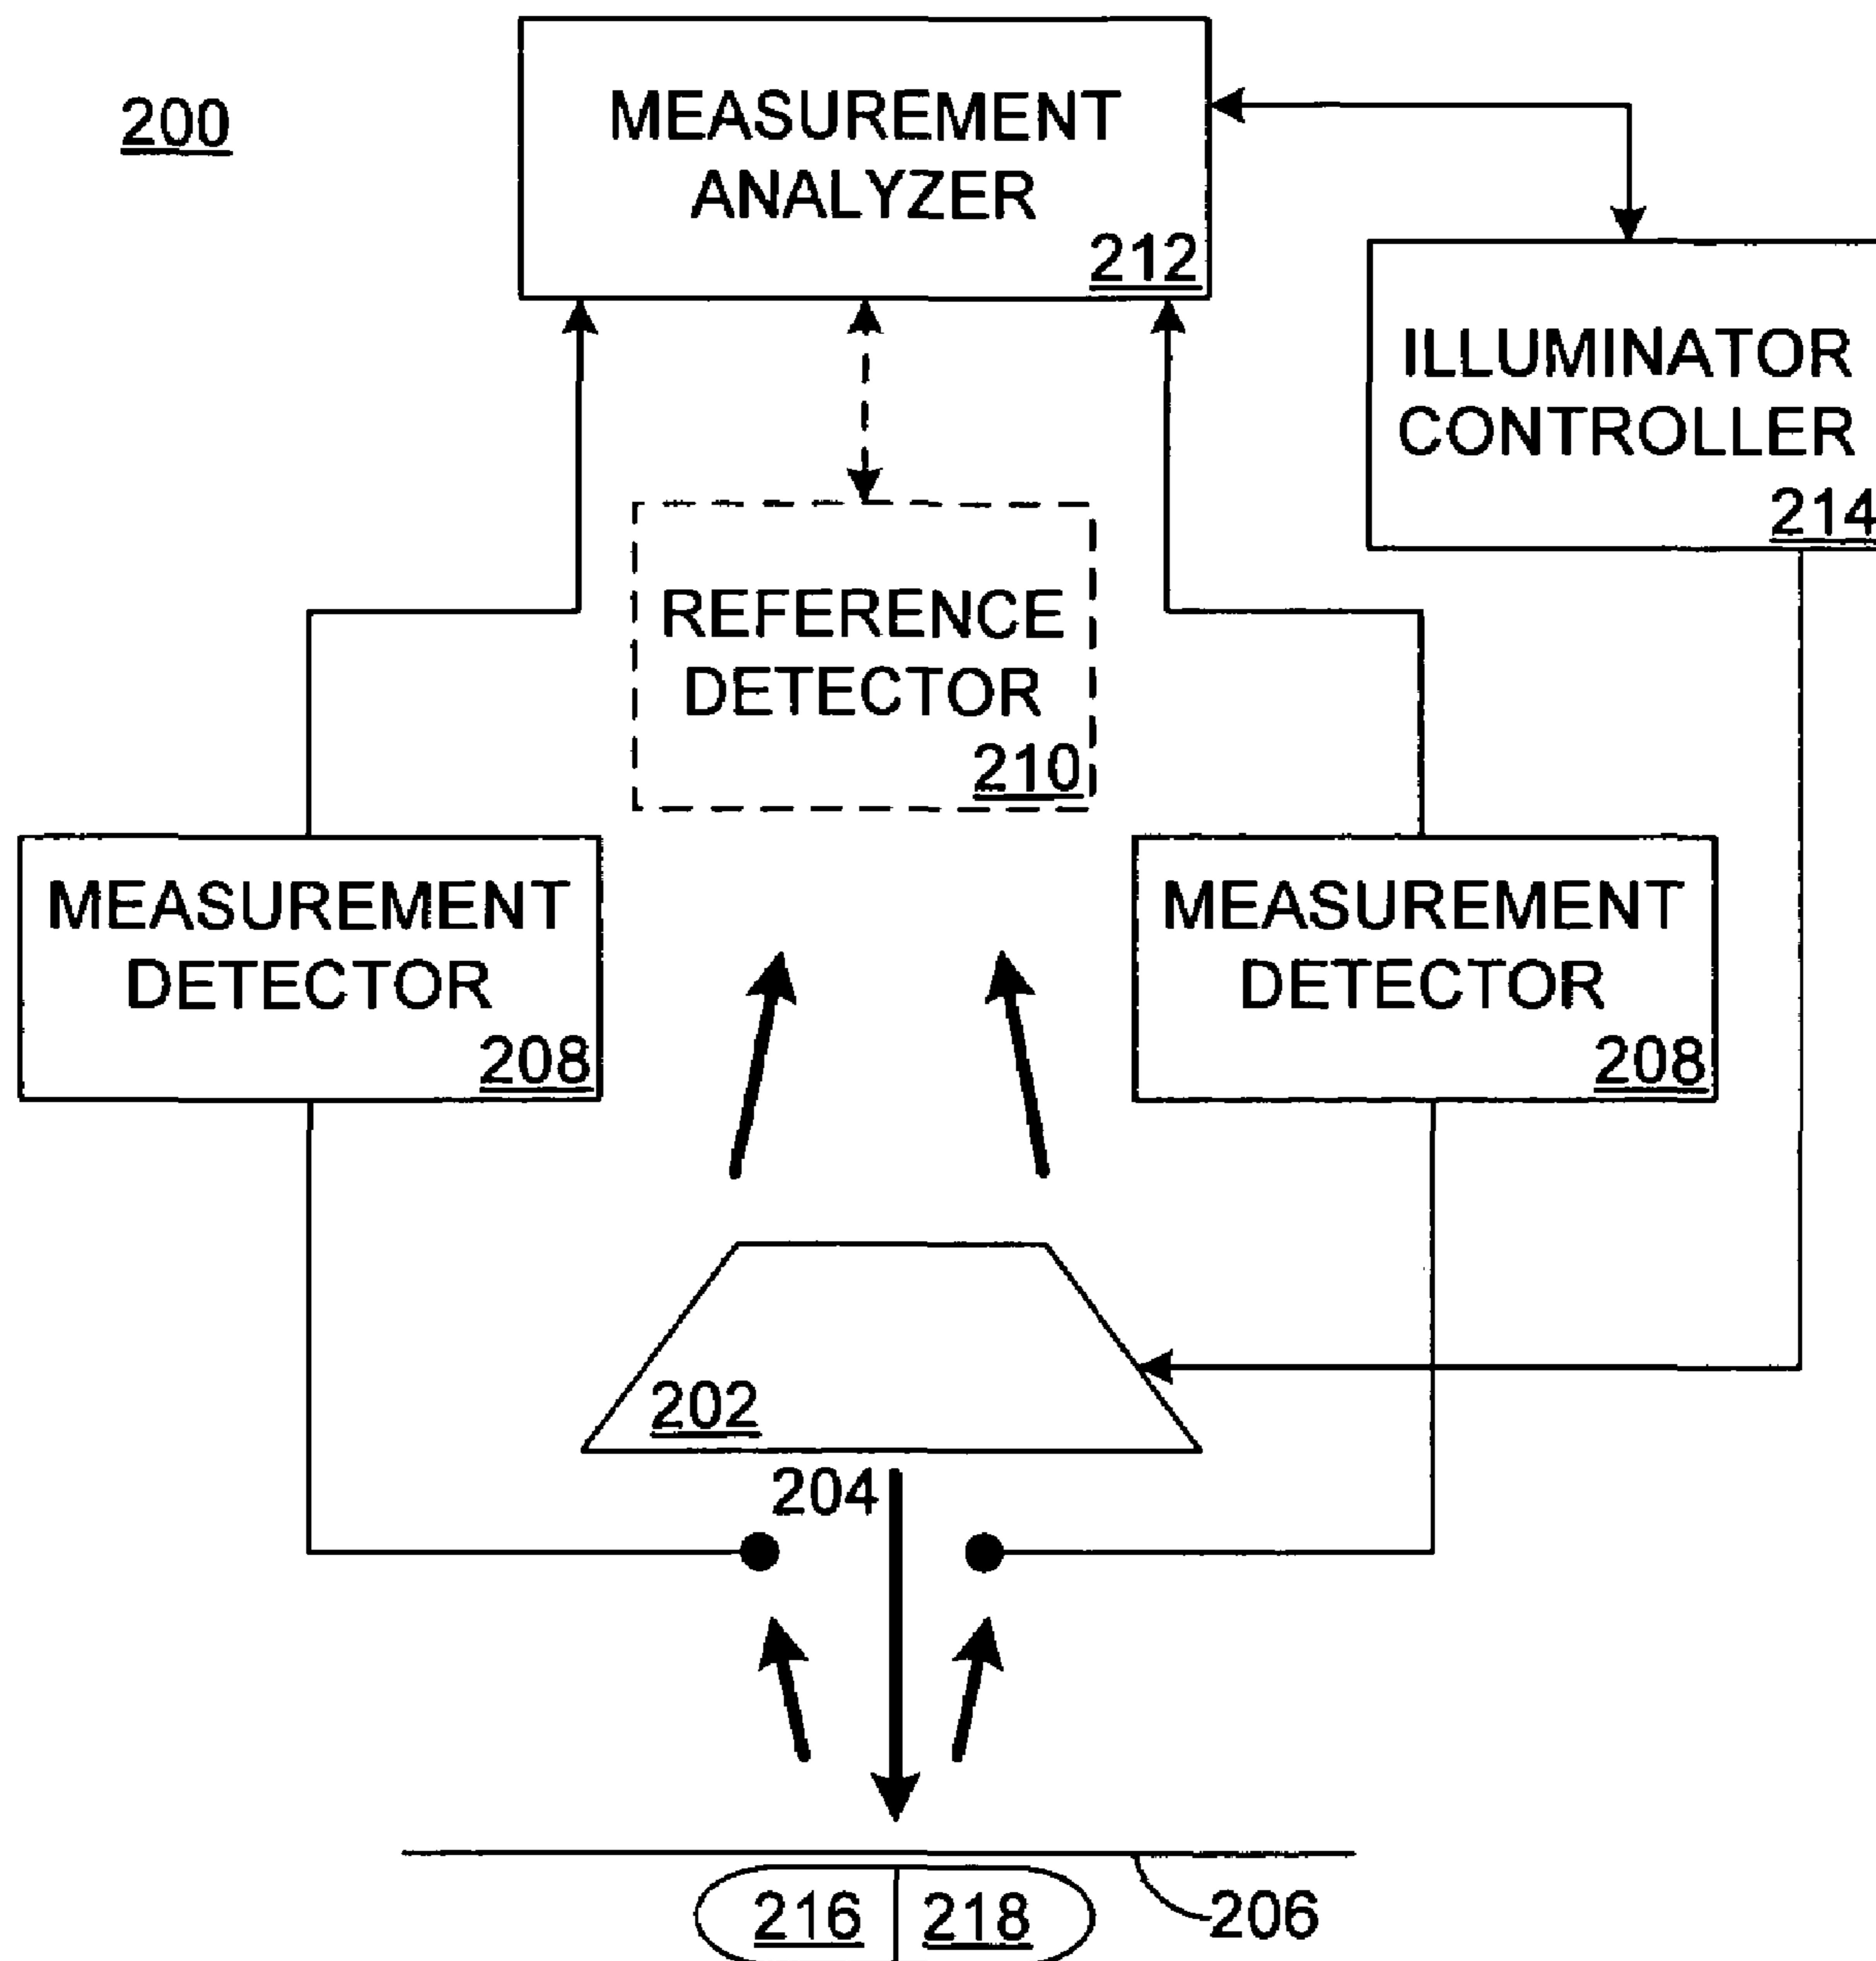 200
MEASUREMENT
ANALYZER
212
ILLUMINATOR
CONTROLLER
214
REFERENCE
DETECTOR
210
MEASUREMENT
DETECTOR
208
MEASUREMENT
DETECTOR
208
202
204
216
218
206